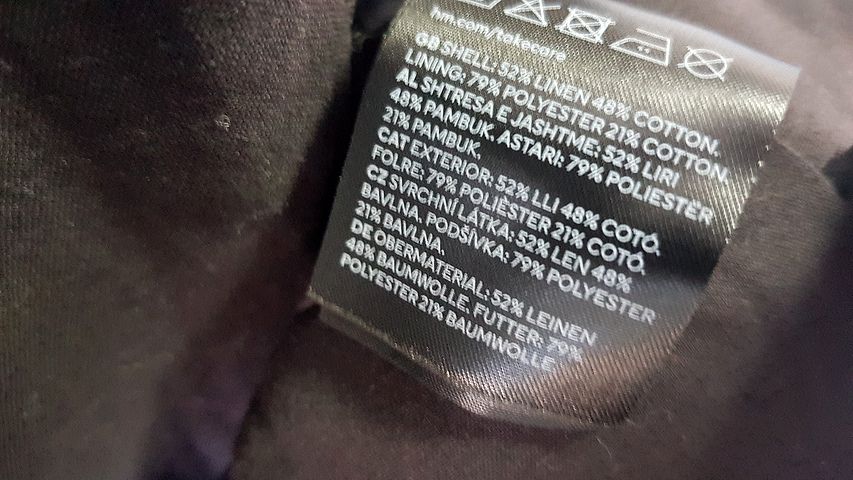 hm.com/takecare
GB SHELL: 52% LINEN 48% COTTON.
LINING: 79% POLYESTER 21% COTTON.
AL SHTRESA E JASHTME: 52% LIRI
48% PAMBUK. ASTARI: 79% POLIESTËR
21% PAMBUK.
CAT EXTERIOR: 52% LLI 48% COTÓ.
FOLRE: 79% POLIÈSTER 21% COTÓ.
CZ SVRCHNÍ LÁTKA: 52% LEN 48%
BAVLNA. PODŠÍVKA: 79% POLYESTER
21% BAVLNA.
DE OBERMATERIAL: 52% LEINEN
48% BAUMWOLLE. FUTTER: 79%
POLYESTER 21% BAUMWOLLE